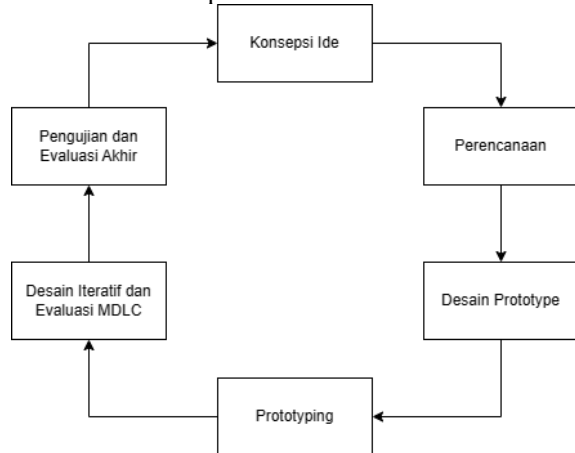 Konsepsi Ide
Perencanaan
Desain Prototype
Prototyping
Desain Iteratif dan
Evaluasi MDLC
Pengujian dan
Evaluasi Akhir